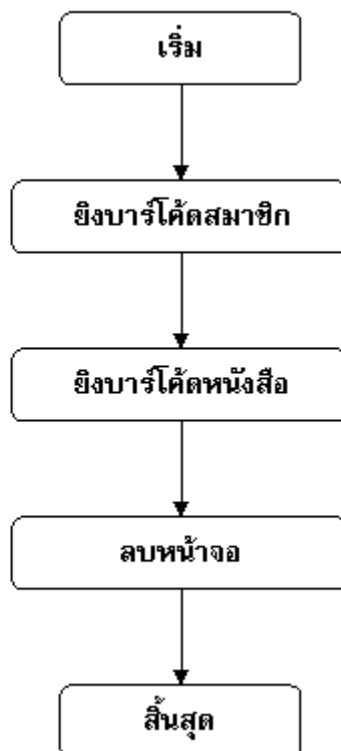 เริ่ม
ยิงบาร์โค้ดสมาชิก
ยิงบาร์โค้ดหนังสือ
ลบหน้าจอ
สิ้นสุด